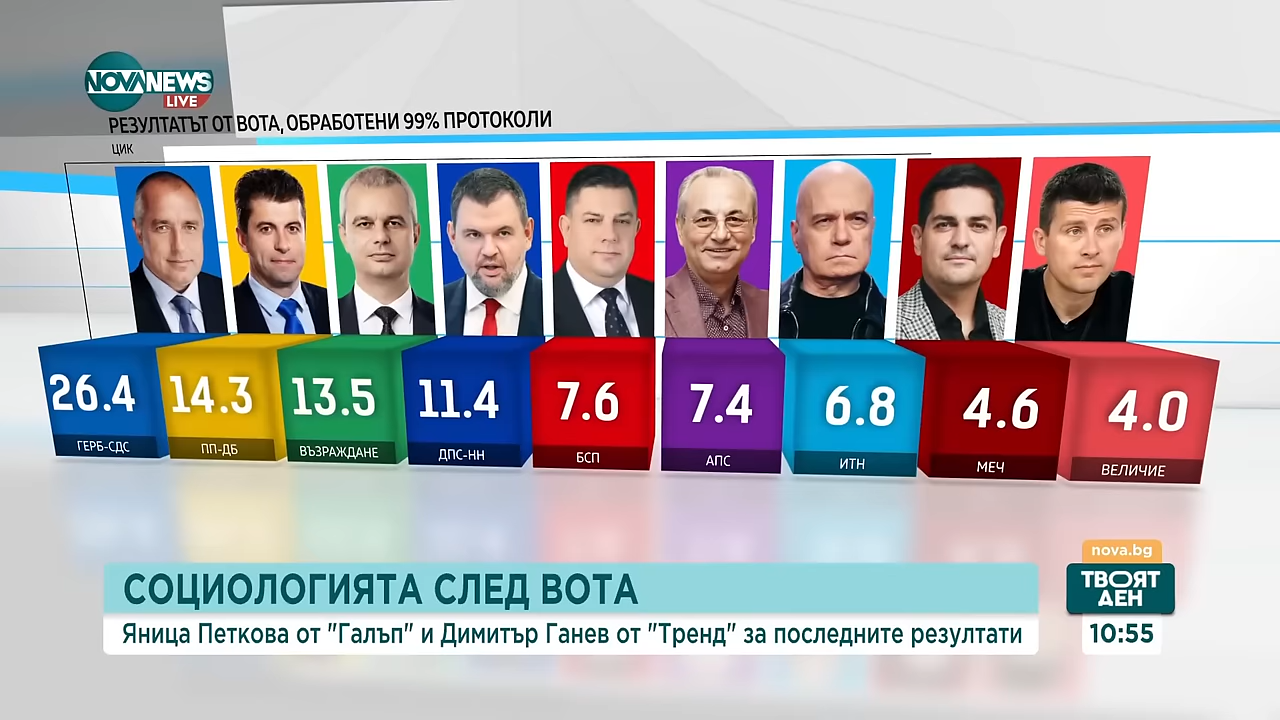 NOVANEWS
LIVE
РЕЗУЛТАТЪТ ОТ ВОТА, ОБРАБОТЕНИ 99% ПРОТОКОЛИ
ЦИК
26.4
ГЕРБ-СДС
14.3
ПП-ДБ
13.5
ВЪЗРАЖДАНЕ
11.4
ДПС-НН
7.6
БСП
7.4
АПС
6.8
ИТН
4.6
МЕЧ
4.0
ВЕЛИЧИЕ
СОЦИОЛОГИЯТА СЛЕД ВОТА
Яница Петкова от "Галъп" и Димитър Ганев от "Тренд" за последните резултати
nova.bg
ТВОЯТ
ДЕН
10:55